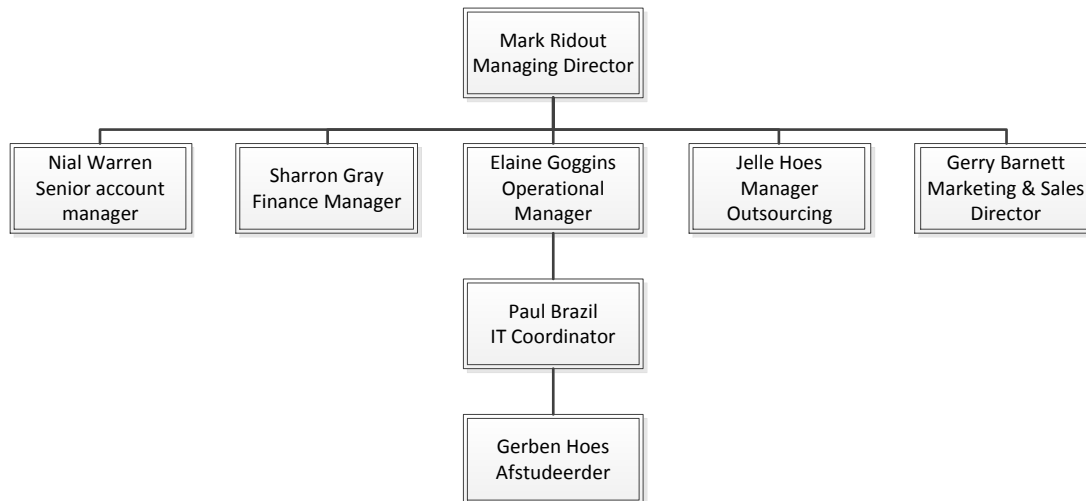 Mark Ridout
Managing Director
Nial Warren
Senior account
manager
Sharron Gray
Finance Manager
Elaine Goggins
Operational
Manager
Jelle Hoes
Manager
Outsourcing
Gerry Barnett
Marketing & Sales
Director
Paul Brazil
IT Coordinator
Gerben Hoes
Afstudeerder